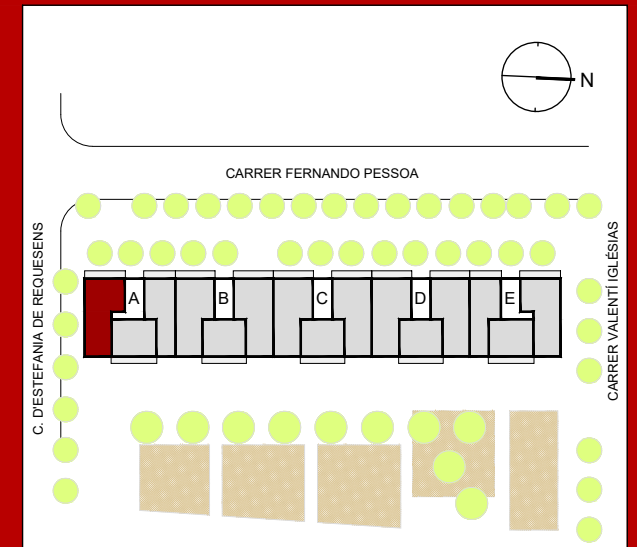 N
CARRER FERNANDO PESSOA
C. D'ESTEFANIA DE REQUESENS
A
B
C
D
E
CARRER VALENTÍ IGLÉSIAS